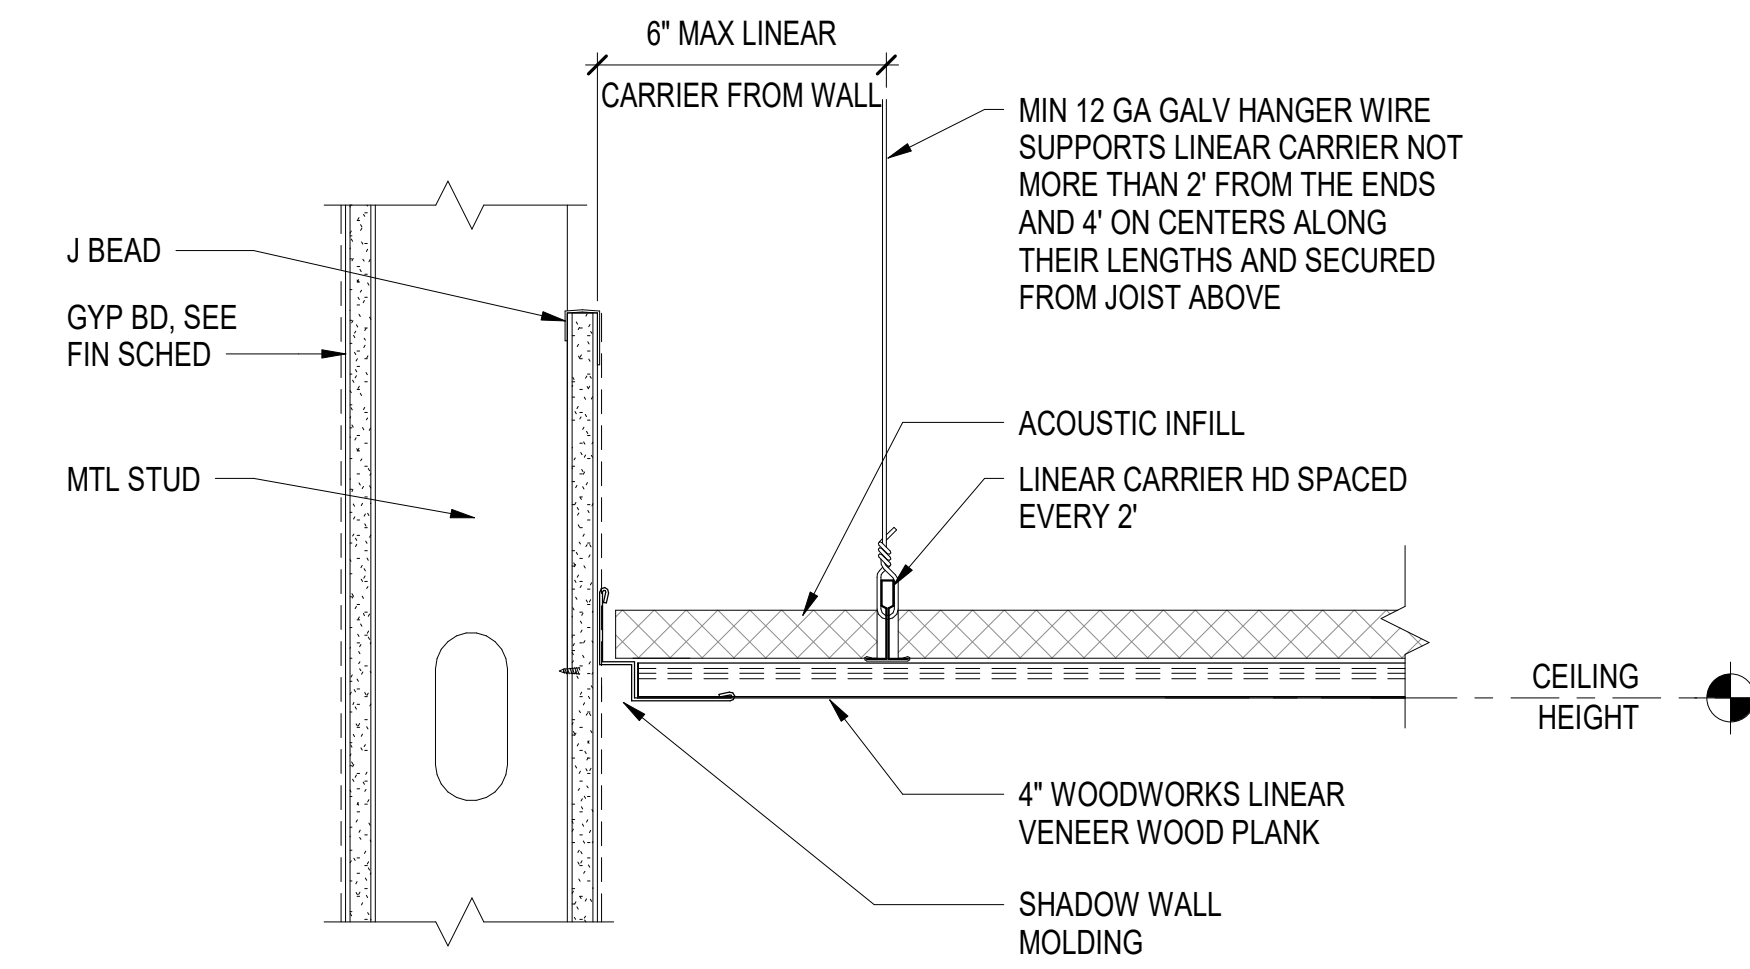 6" MAX LINEAR
CARRIER FROM WALL
MIN 12 GA GALV HANGER WIRE
SUPPORTS LINEAR CARRIER NOT
MORE THAN 2' FROM THE ENDS
AND 4' ON CENTERS ALONG
THEIR LENGTHS AND SECURED
FROM JOIST ABOVE
J BEAD
GYP BD, SEE
FIN SCHED
MTL STUD
ACOUSTIC INFILL
LINEAR CARRIER HD SPACED
EVERY 2'
CEILING
HEIGHT
4" WOODWORKS LINEAR
VENEER WOOD PLANK
SHADOW WALL
MOLDING